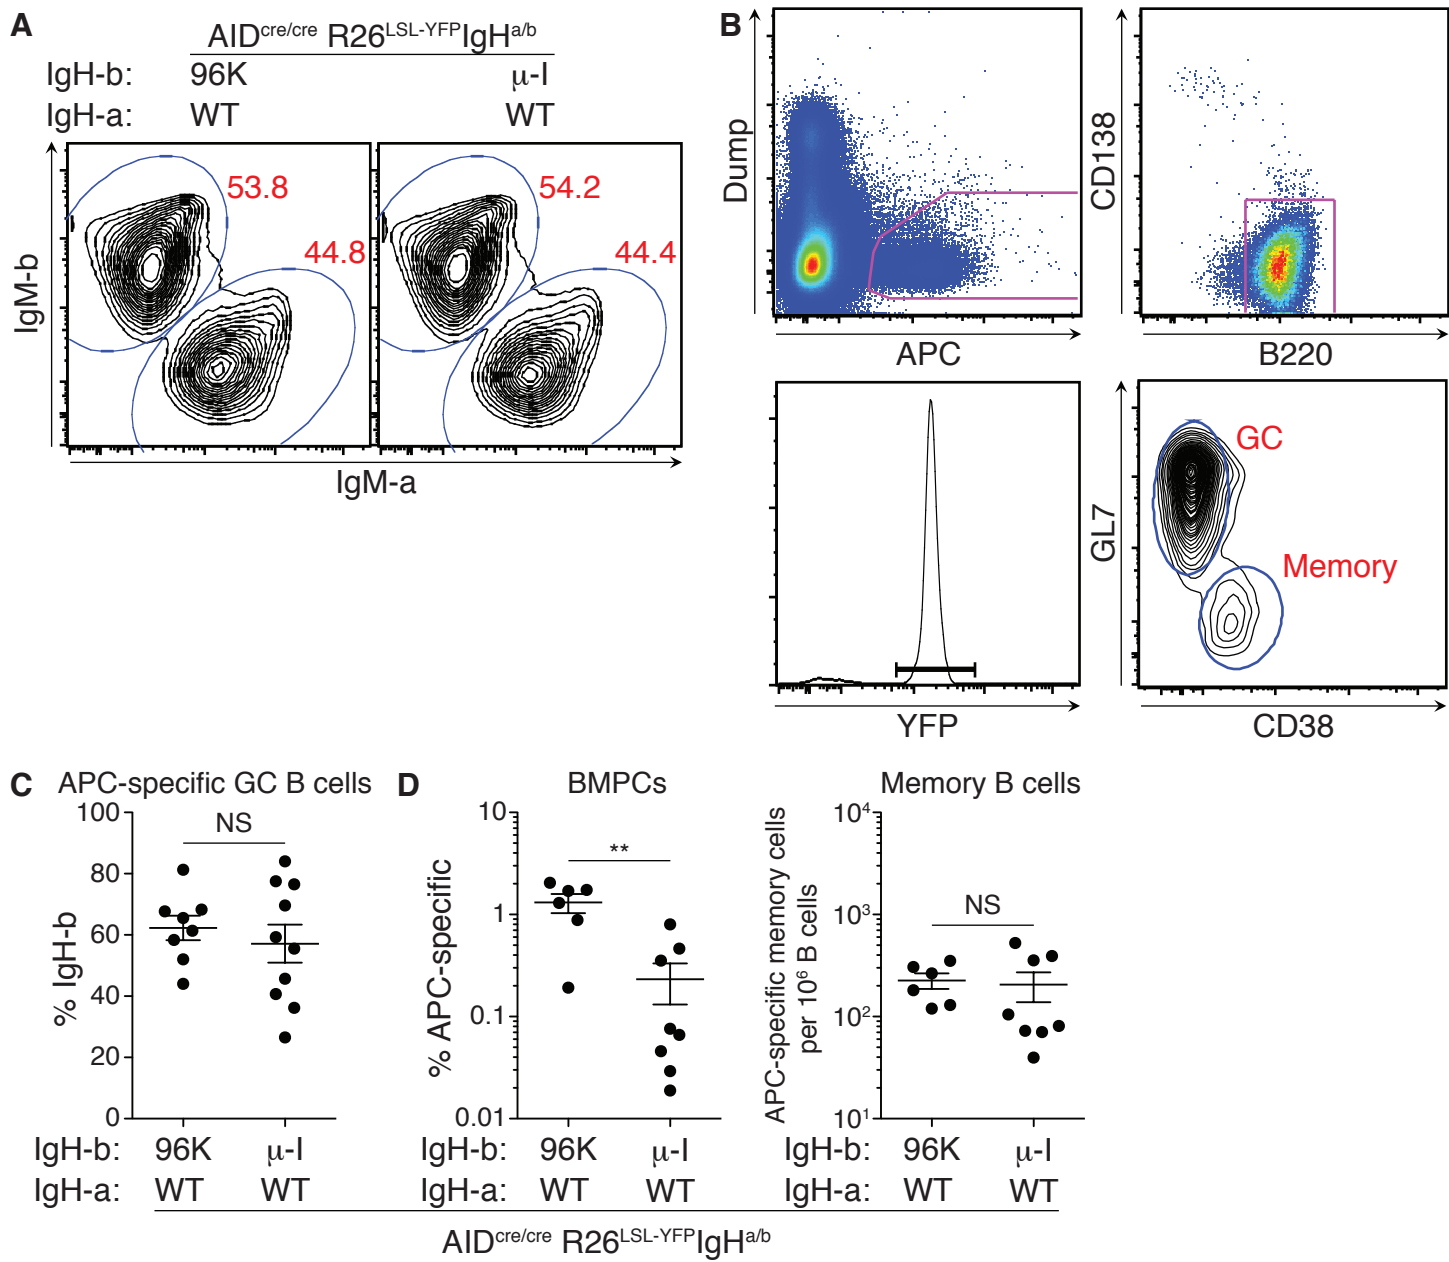 A
AIDcre/cre R26LSL-YFPIgHa/b
IgH-b: 96K μ-I
IgH-a: WT WT
53.8
44.8
54.2
44.4
IgM-b
IgM-a
B
Dump
APC
CD138
B220
YFP
GL7
GC
Memory
CD38
C APC-specific GC B cells
NS
% IgH-b
100
80
60
40
20
0
IgH-b: 96K μ-I
IgH-a: WT WT
D BMPCs
**
% APC-specific
10
1
0.1
0.01
IgH-b: 96K μ-I
IgH-a: WT WT
Memory B cells
NS
APC-specific memory cells
per 10⁶ B cells
10⁴
10³
10²
10¹
IgH-b: 96K μ-I
IgH-a: WT WT
AIDcre/cre R26LSL-YFPIgHa/b